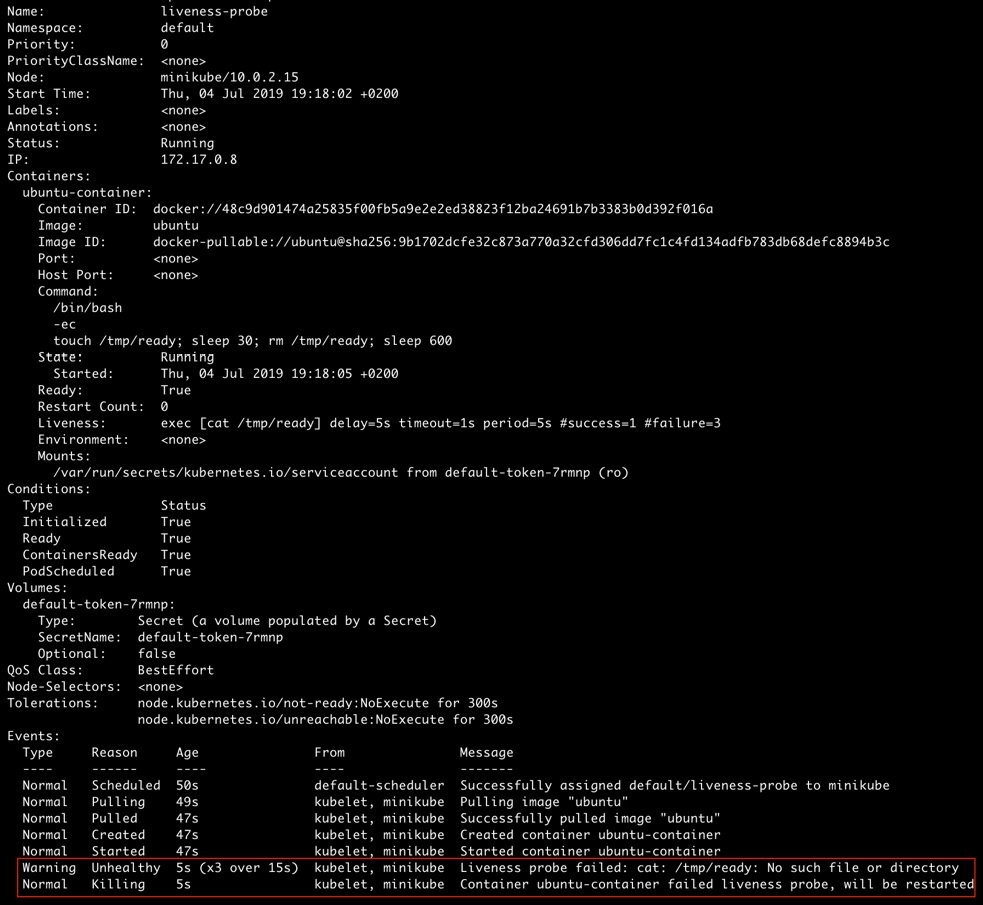 Name:               liveness-probe
Namespace:          default
Priority:           0
PriorityClassName:  <none>
Node:               minikube/10.0.2.15
Start Time:         Thu, 04 Jul 2019 19:18:02 +0200
Labels:             <none>
Annotations:        <none>
Status:             Running
IP:                 172.17.0.8
Containers:
  ubuntu-container:
    Container ID:  docker://48c9d901474a25835f00fb5a9e2e2ed38823f12ba24691b7b3383b0d392f016a
    Image:         ubuntu
    Image ID:      docker-pullable://ubuntu@sha256:9b1702dcfe32c873a770a32cfd306dd7fc1c4fd134adfb783db68defc8894b3c
    Port:          <none>
    Host Port:     <none>
    Command:
      /bin/bash
      -ec
      touch /tmp/ready; sleep 30; rm /tmp/ready; sleep 600
    State:          Running
      Started:      Thu, 04 Jul 2019 19:18:05 +0200
    Ready:          True
    Restart Count:  0
    Liveness:       exec [cat /tmp/ready] delay=5s timeout=1s period=5s #success=1 #failure=3
    Environment:    <none>
    Mounts:
      /var/run/secrets/kubernetes.io/serviceaccount from default-token-7rmnp (ro)
Conditions:
  Type              Status
  Initialized       True
  Ready             True
  ContainersReady   True
  PodScheduled      True
Volumes:
  default-token-7rmnp:
    Type:        Secret (a volume populated by a Secret)
    SecretName:  default-token-7rmnp
    Optional:    false
QoS Class:       BestEffort
Node-Selectors:  <none>
Tolerations:     node.kubernetes.io/not-ready:NoExecute for 300s
                 node.kubernetes.io/unreachable:NoExecute for 300s
Events:
  Type     Reason     Age               From               Message
  ----     ------     ----              ----               -------
  Normal   Scheduled  50s               default-scheduler  Successfully assigned default/liveness-probe to minikube
  Normal   Pulling    49s               kubelet, minikube  Pulling image "ubuntu"
  Normal   Pulled     47s               kubelet, minikube  Successfully pulled image "ubuntu"
  Normal   Created    47s               kubelet, minikube  Created container ubuntu-container
  Normal   Started    47s               kubelet, minikube  Started container ubuntu-container
  Warning  Unhealthy  5s (x3 over 15s)  kubelet, minikube  Liveness probe failed: cat: /tmp/ready: No such file or directory
  Normal   Killing    5s                kubelet, minikube  Container ubuntu-container failed liveness probe, will be restarted